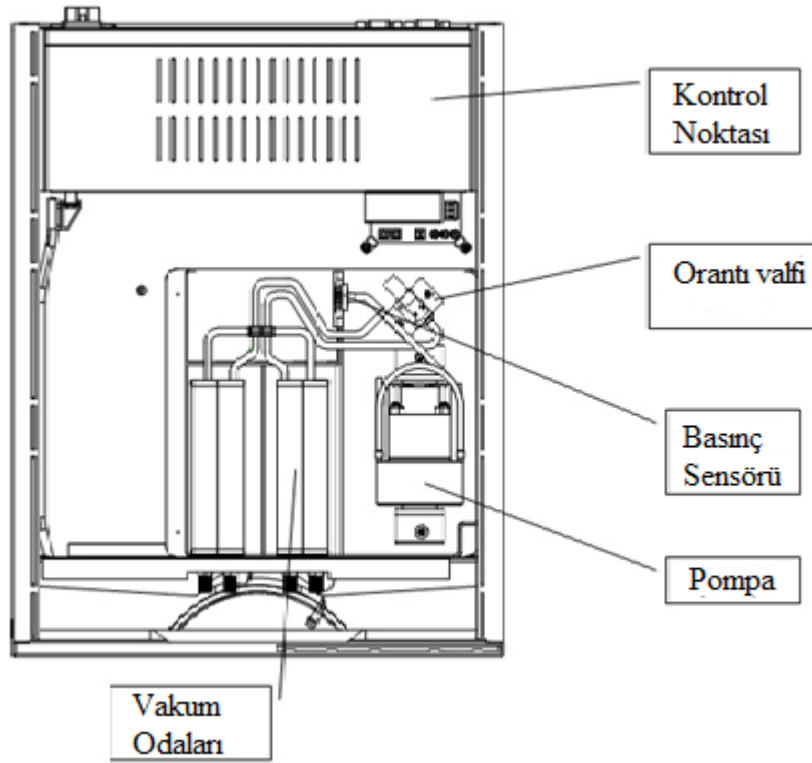 Kontrol
Noktası
Orantı valfi
Basınç
Sensörü
Pompa
Vakum
Odaları